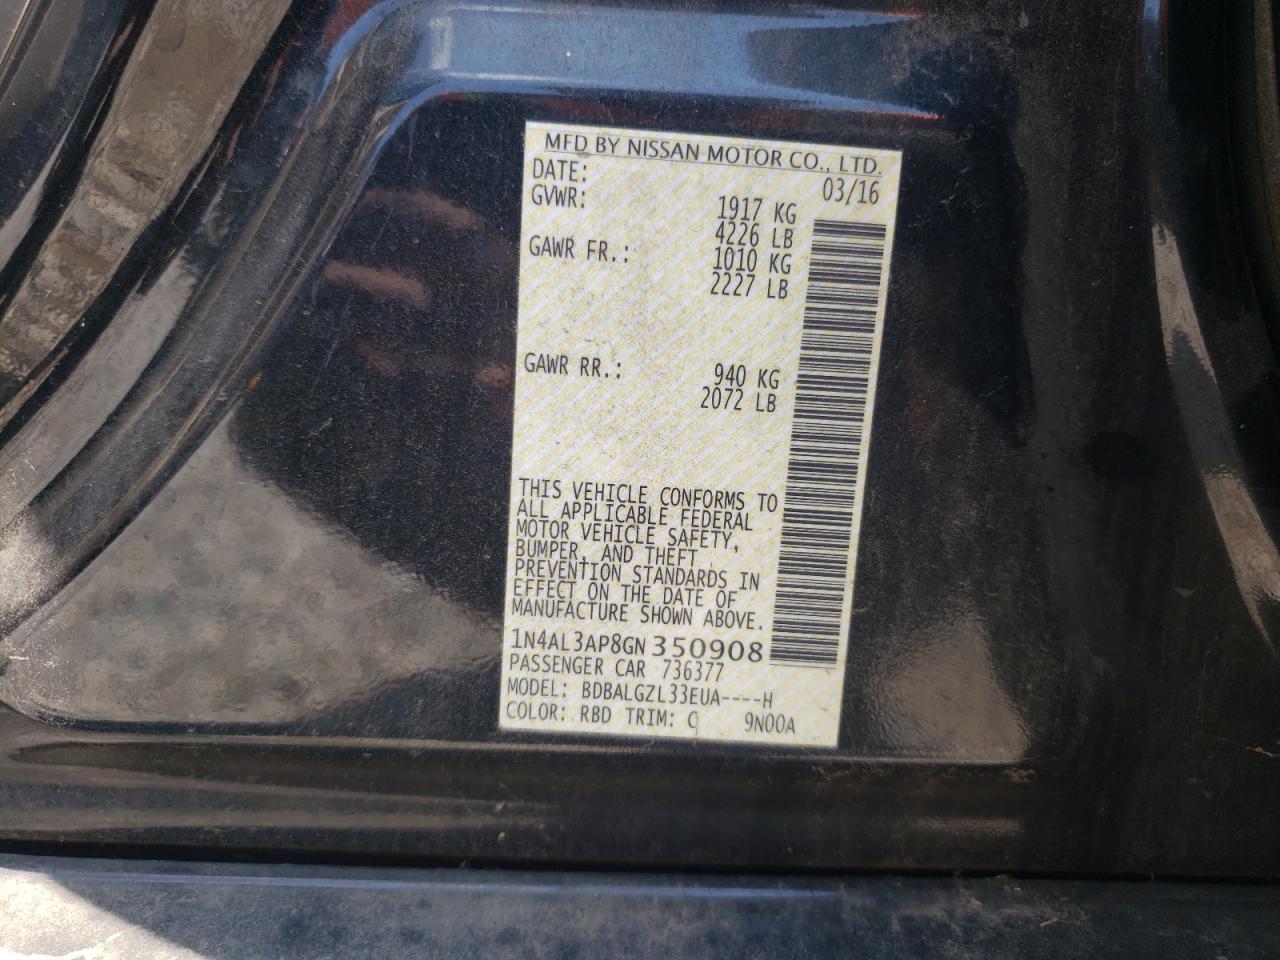 MFD BY NISSAN MOTOR CO., LTD.
DATE: 03/16
GVWR: 1917 KG
4226 LB
GAWR FR.: 1010 KG
2227 LB
GAWR RR.: 940 KG
2072 LB
THIS VEHICLE CONFORMS TO
ALL APPLICABLE FEDERAL
MOTOR VEHICLE SAFETY,
BUMPER, AND THEFT
PREVENTION STANDARDS IN
EFFECT ON THE DATE OF
MANUFACTURE SHOWN ABOVE.
1N4AL3AP8GN350908
PASSENGER CAR 736377
MODEL: BDBALGZL33EUA----H
COLOR: RBD TRIM: C 9N00A